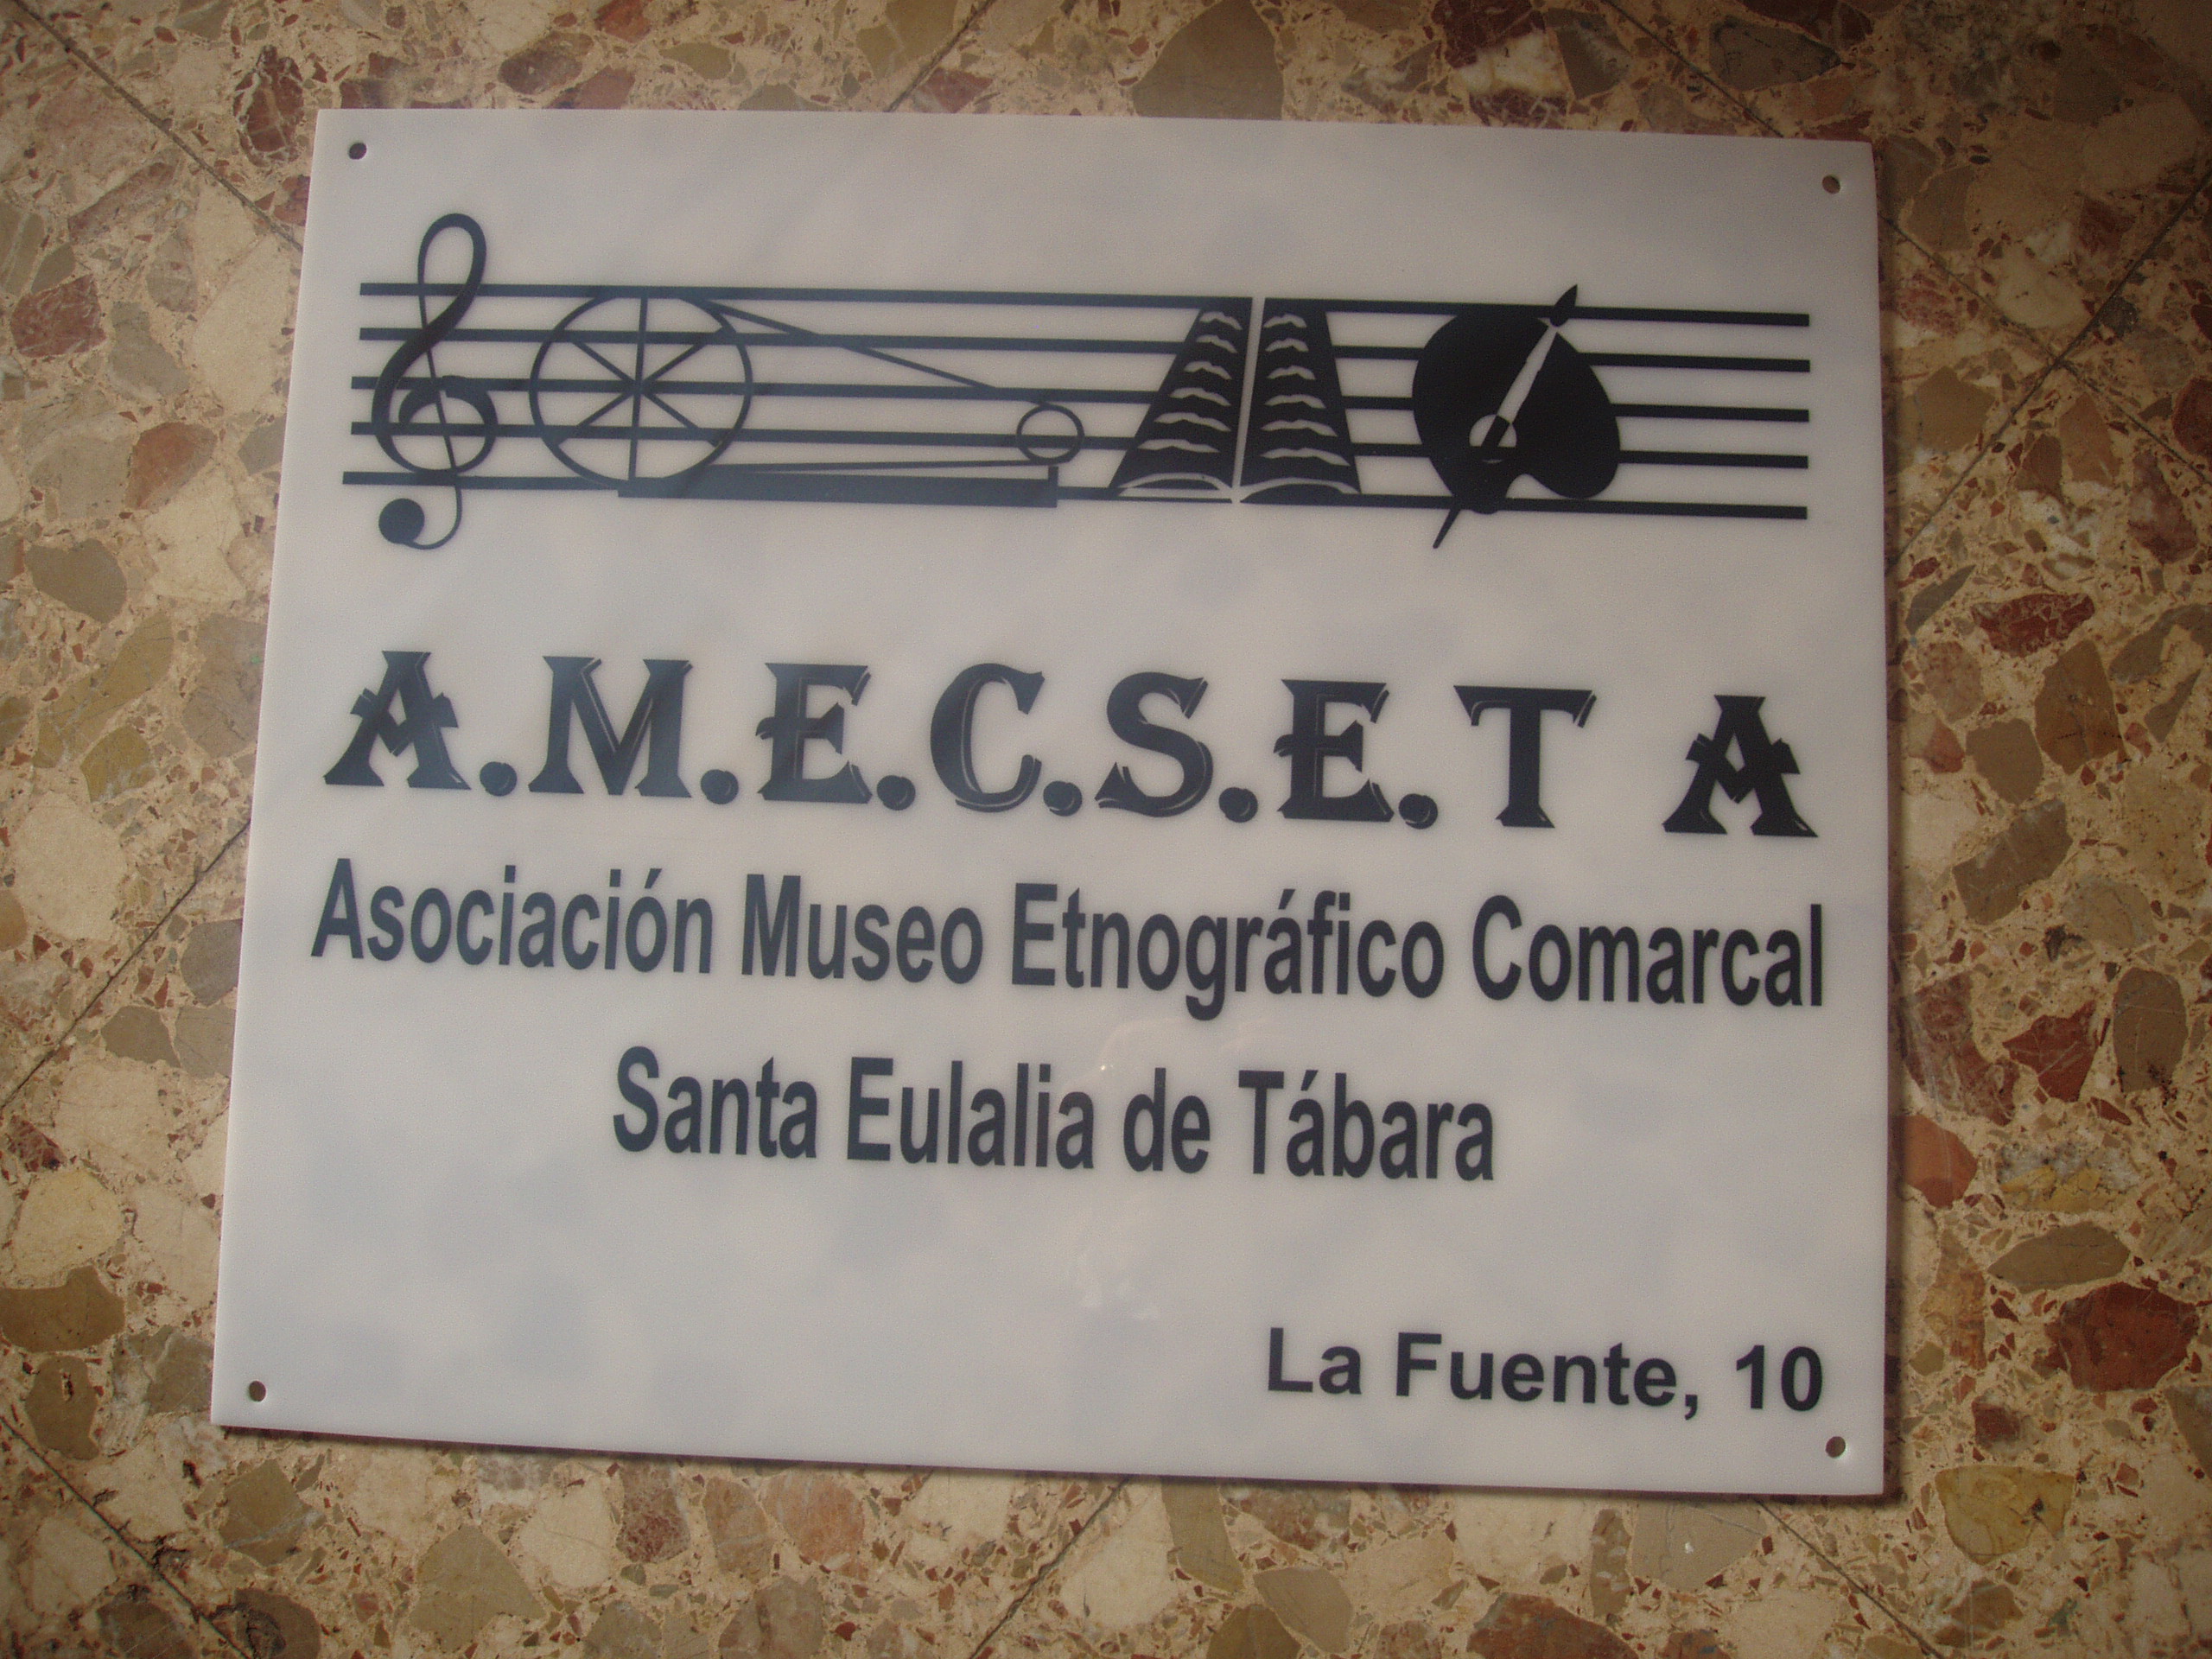 A.M.E.C.S.E.T A
Asociación Museo Etnográfico Comarcal
Santa Eulalia de Tábara
La Fuente, 10